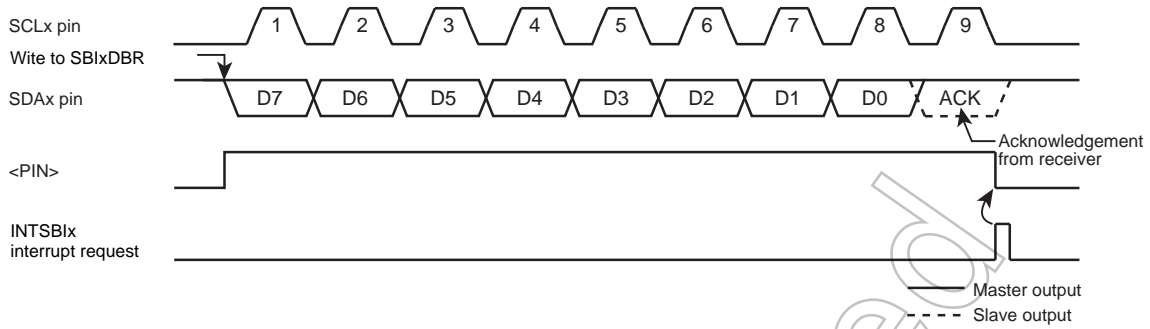 SCLx pin
1 2 3 4 5 6 7 8 9
Wite to SBIxDBR
SDAx pin
D7 D6 D5 D4 D3 D2 D1 D0 ACK
Acknowledgement
from receiver
<PIN>
INTSBIx
interrupt request
Master output
Slave output